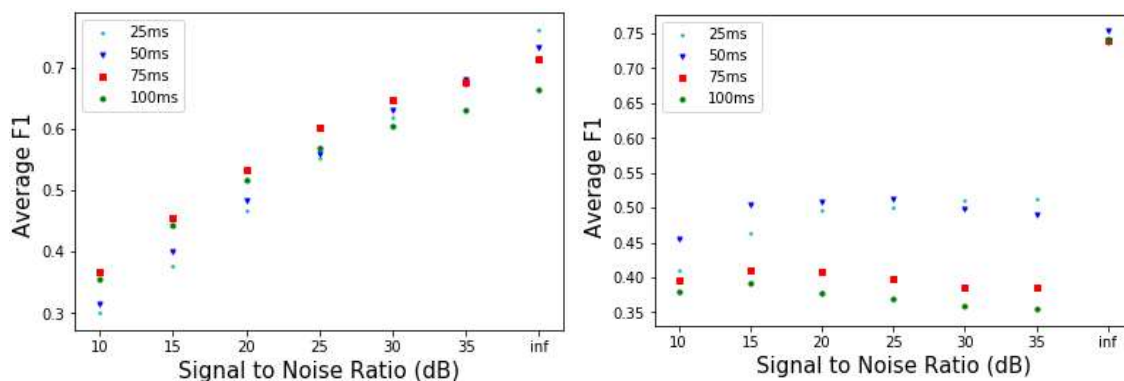 25ms
50ms
75ms
100ms
0.7
0.6
0.5
0.4
0.3
Average F1
10 15 20 25 30 35 inf
Signal to Noise Ratio (dB)
25ms
50ms
75ms
100ms
0.75
0.70
0.65
0.60
0.55
0.50
0.45
0.40
0.35
Average F1
10 15 20 25 30 35 inf
Signal to Noise Ratio (dB)